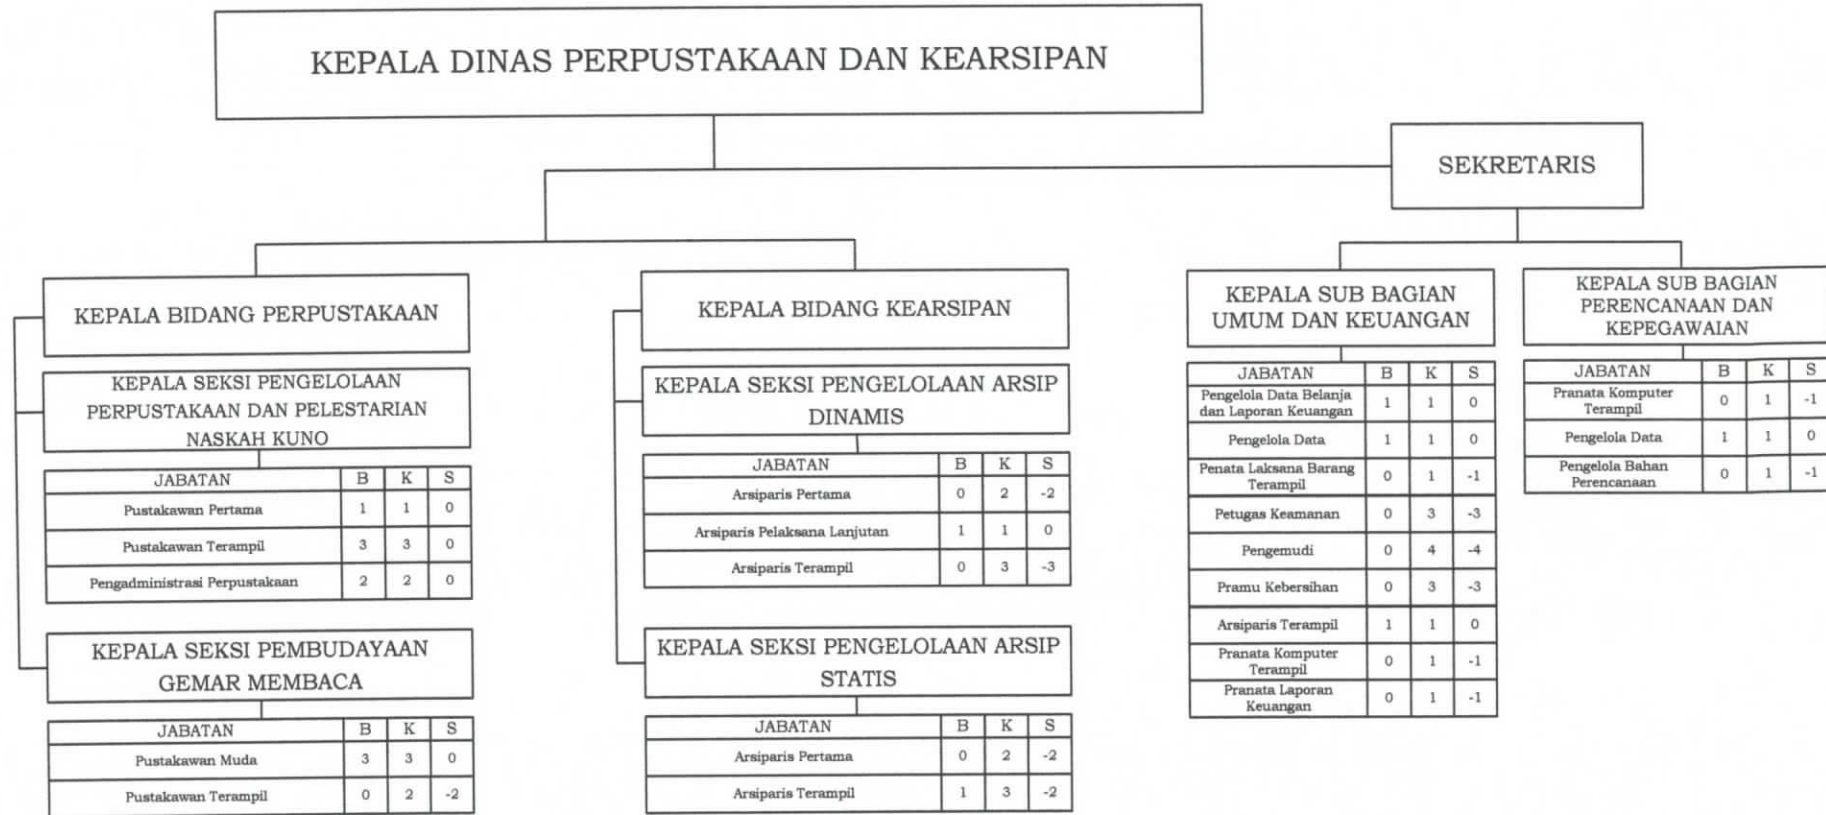 KEPALA DINAS PERPUSTAKAAN DAN KEARSIPAN
SEKRETARIS
KEPALA BIDANG PERPUSTAKAAN
KEPALA SEKSI PENGELOLAAN
PERPUSTAKAAN DAN PELESTARIAN
NASKAH KUNO
JABATAN B K S
Pustakawan Pertama 1 1 0
Pustakawan Terampil 3 3 0
Pengadministrasi Perpustakaan 2 2 0
KEPALA SEKSI PEMBUDAYAAN
GEMAR MEMBACA
JABATAN B K S
Pustakawan Muda 3 3 0
Pustakawan Terampil 0 2 -2
KEPALA BIDANG KEARSIPAN
KEPALA SEKSI PENGELOLAAN ARSIP
DINAMIS
JABATAN B K S
Arsiparis Pertama 0 2 -2
Arsiparis Pelaksana Lanjutan 1 1 0
Arsiparis Terampil 0 3 -3
KEPALA SEKSI PENGELOLAAN ARSIP
STATIS
JABATAN B K S
Arsiparis Pertama 0 2 -2
Arsiparis Terampil 1 3 -2
KEPALA SUB BAGIAN
UMUM DAN KEUANGAN
JABATAN B K S
Pengelola Data Belanja
dan Laporan Keuangan 1 1 0
Pengelola Data 1 1 0
Penata Laksana Barang
Terampil 0 1 -1
Petugas Keamanan 0 3 -3
Pengemudi 0 4 -4
Pramu Kebersihan 0 3 -3
Arsiparis Terampil 1 1 0
Pranata Komputer
Terampil 0 1 -1
Pranata Laporan
Keuangan 0 1 -1
KEPALA SUB BAGIAN
PERENCANAAN DAN
KEPEGAWAIAN
JABATAN B K S
Pranata Komputer
Terampil 0 1 -1
Pengelola Data 1 1 0
Pengelola Bahan
Perencanaan 0 1 -1